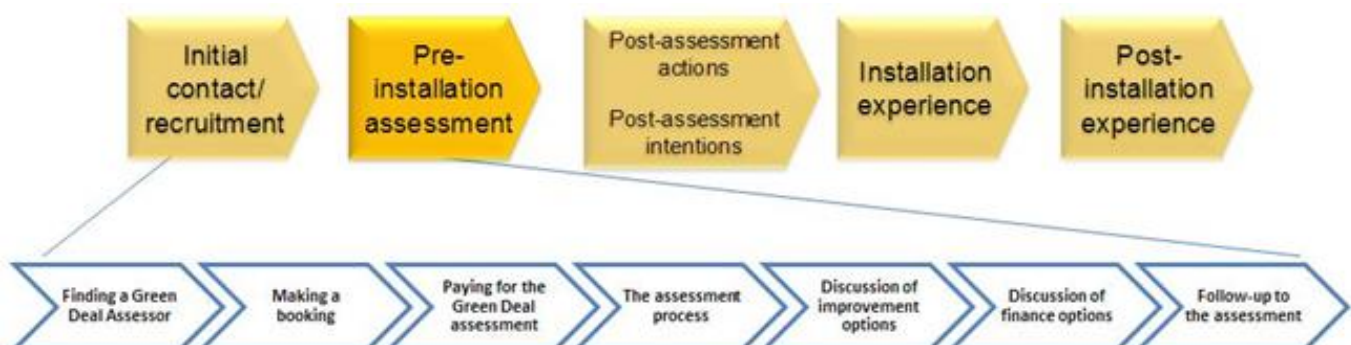 Initial
contact/
recruitment
Pre-
installation
assessment
Post-assessment
actions
Post-assessment
intentions
Installation
experience
Post-
installation
experience
Finding a Green
Deal Assessor
Making a
booking
Paying for the
Green Deal
assessment
The assessment
process
Discussion of
improvement
options
Discussion of
finance options
Follow-up to
the assessment